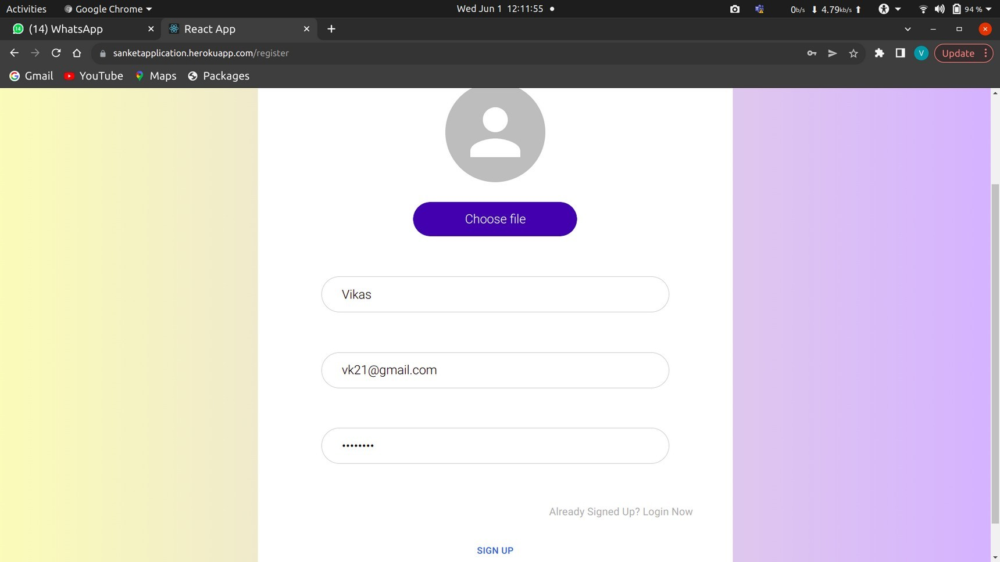 Activities Google Chrome Wed Jun 1 12:11:55 0b/s 4.79kb/s 94 %
14 (14) WhatsApp React App
sanketapplication.herokuapp.com/register V Update
Gmail YouTube Maps Packages
Choose file
Vikas
vk21@gmail.com
••••••••
Already Signed Up? Login Now
SIGN UP